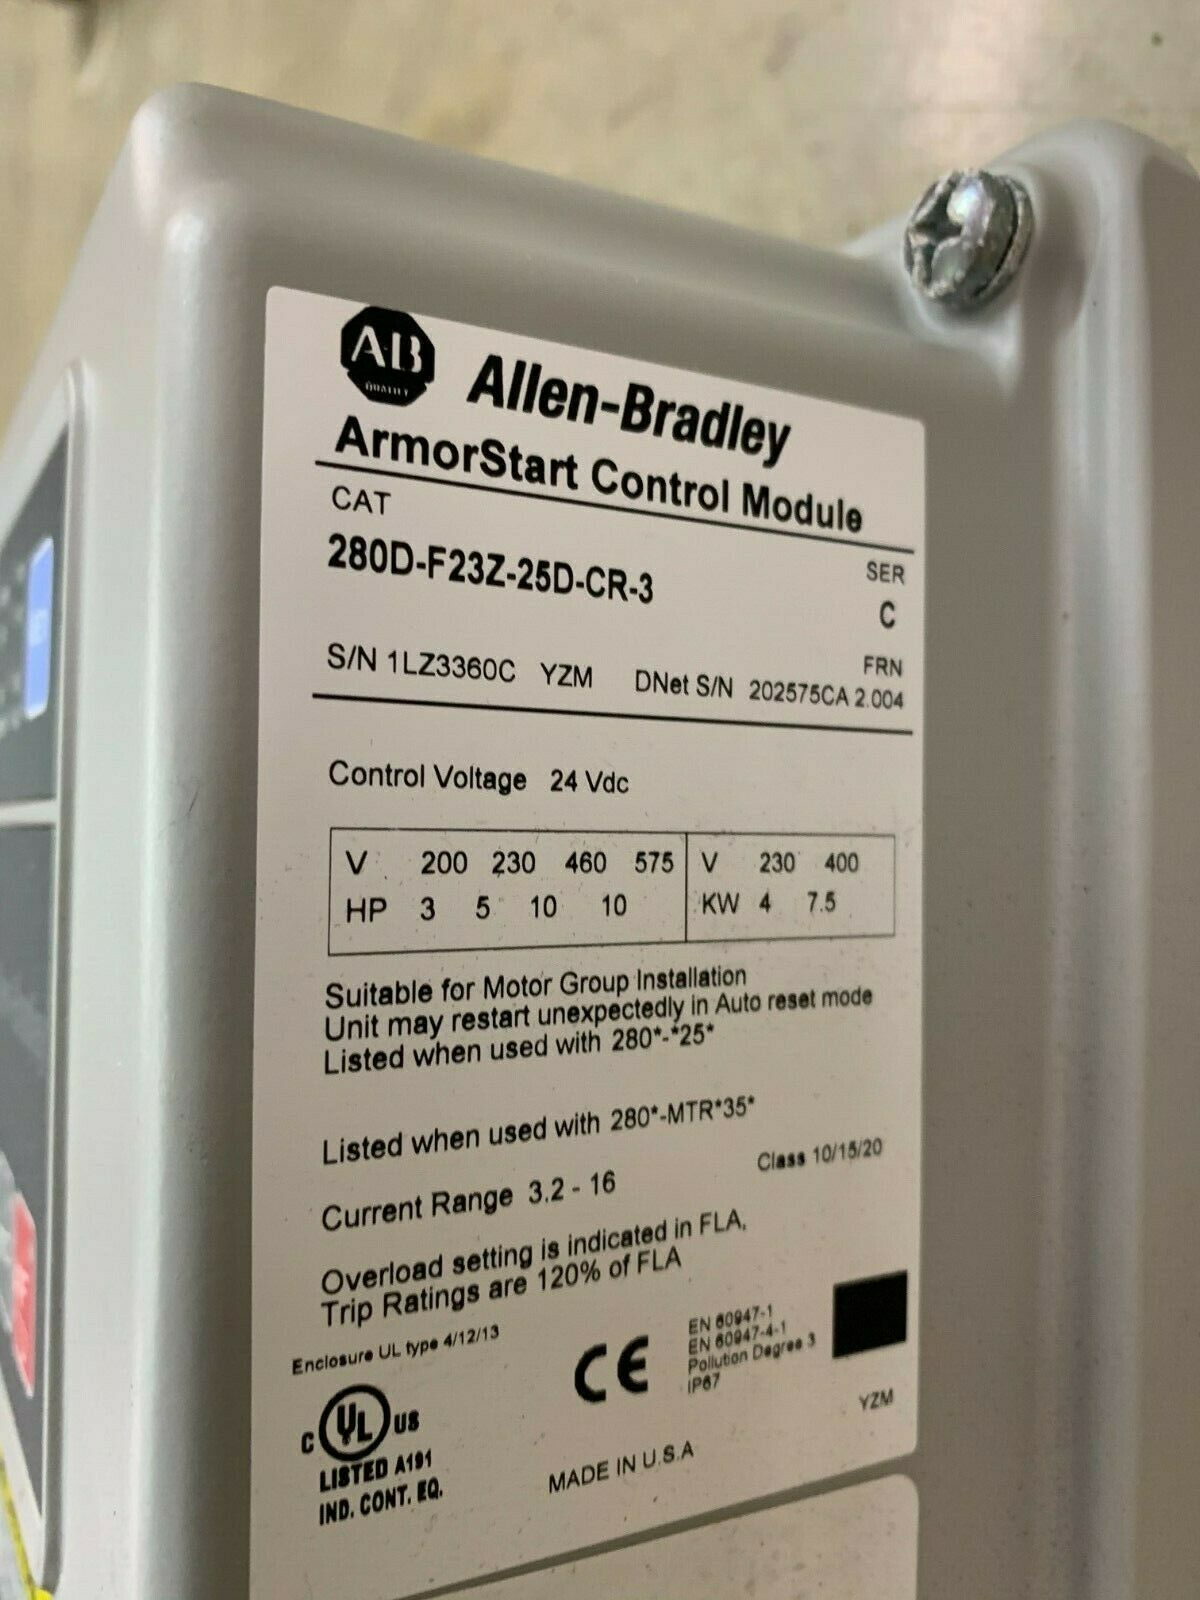 AB
QUALITY
Allen-Bradley
ArmorStart Control Module
CAT
280D-F23Z-25D-CR-3
SER
C
S/N 1LZ3360C YZM DNet S/N 202575CA 2.004
FRN
Control Voltage 24 Vdc
V 200 230 460 575 V 230 400
HP 3 5 10 10 KW 4 7.5
Suitable for Motor Group Installation
Unit may restart unexpectedly in Auto reset mode
Listed when used with 280*-*25*
Listed when used with 280*-MTR*35*
Current Range 3.2 - 16 Class 10/15/20
Overload setting is indicated in FLA.
Trip Ratings are 120% of FLA
Enclosure UL type 4/12/13
C UL US
LISTED A191
IND. CONT. EQ.
CE
EN 60947-1
EN 60947-4-1
Pollution Degree 3
IP67
YZM
MADE IN U.S.A